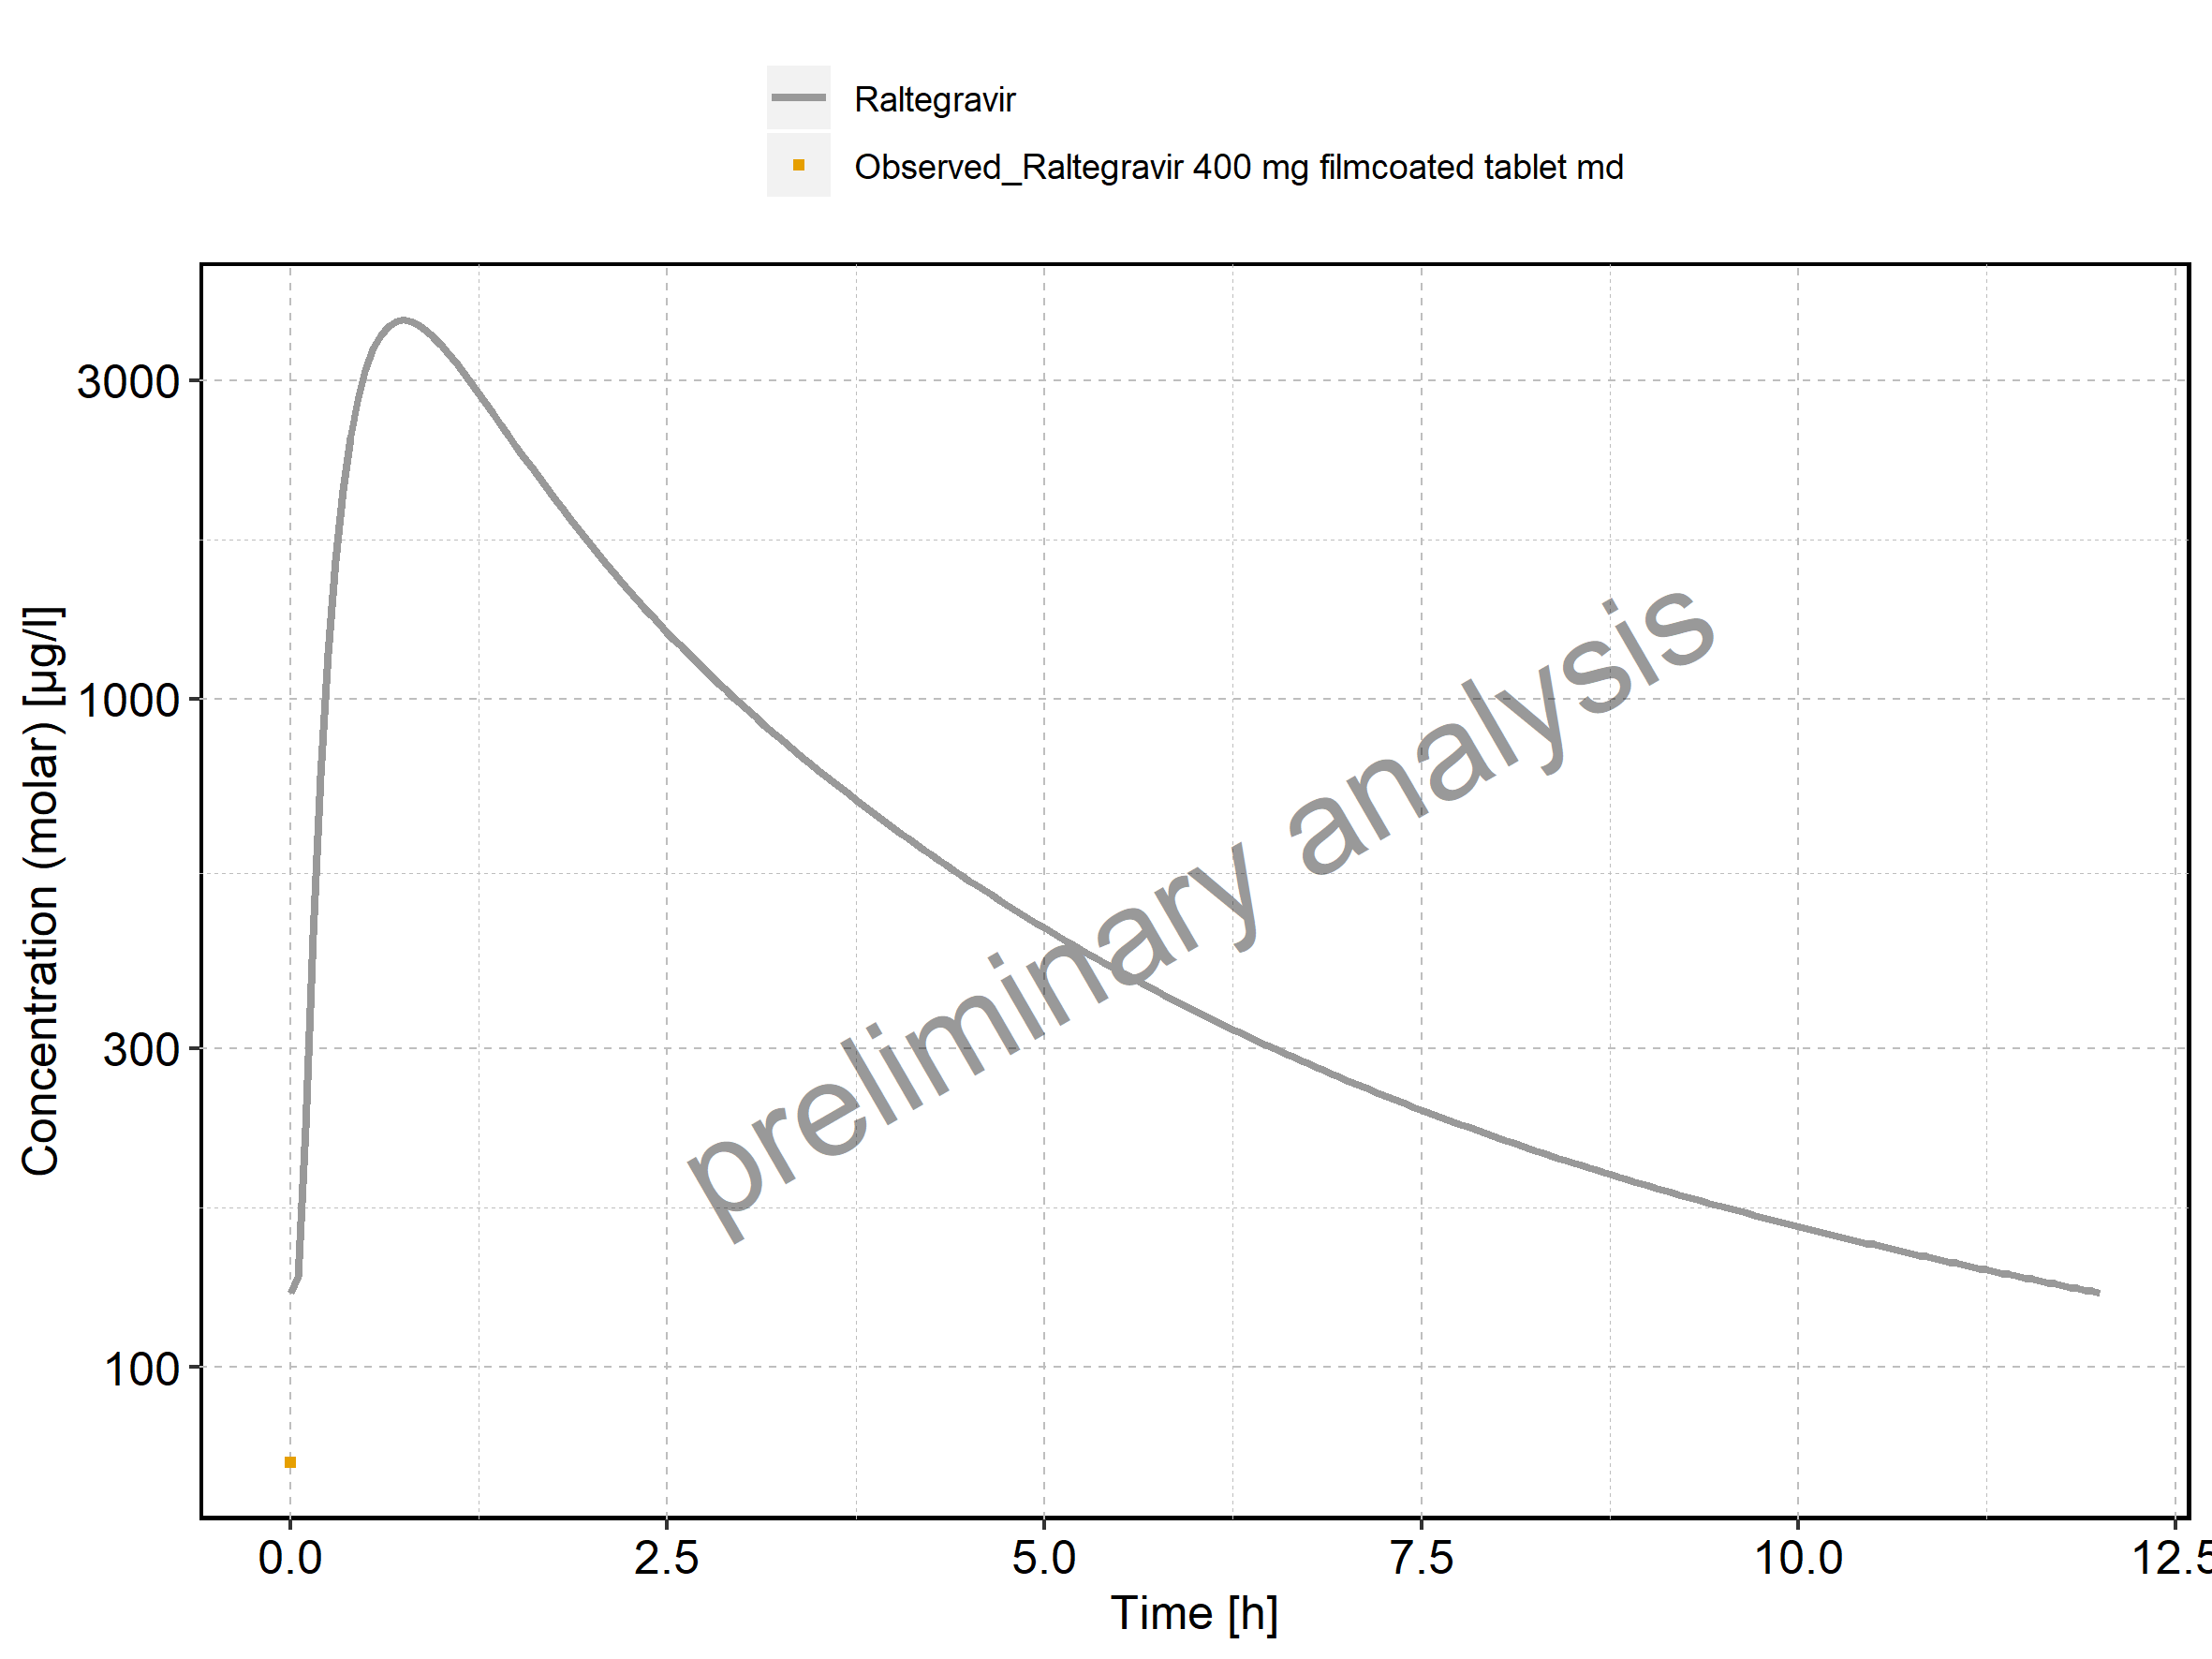 Raltegravir
Observed_Raltegravir 400 mg filmcoated tablet md
Concentration (molar) [µg/l]
3000
1000
300
100
preliminary analysis
0.0
2.5
5.0
7.5
10.0
12.5
Time [h]